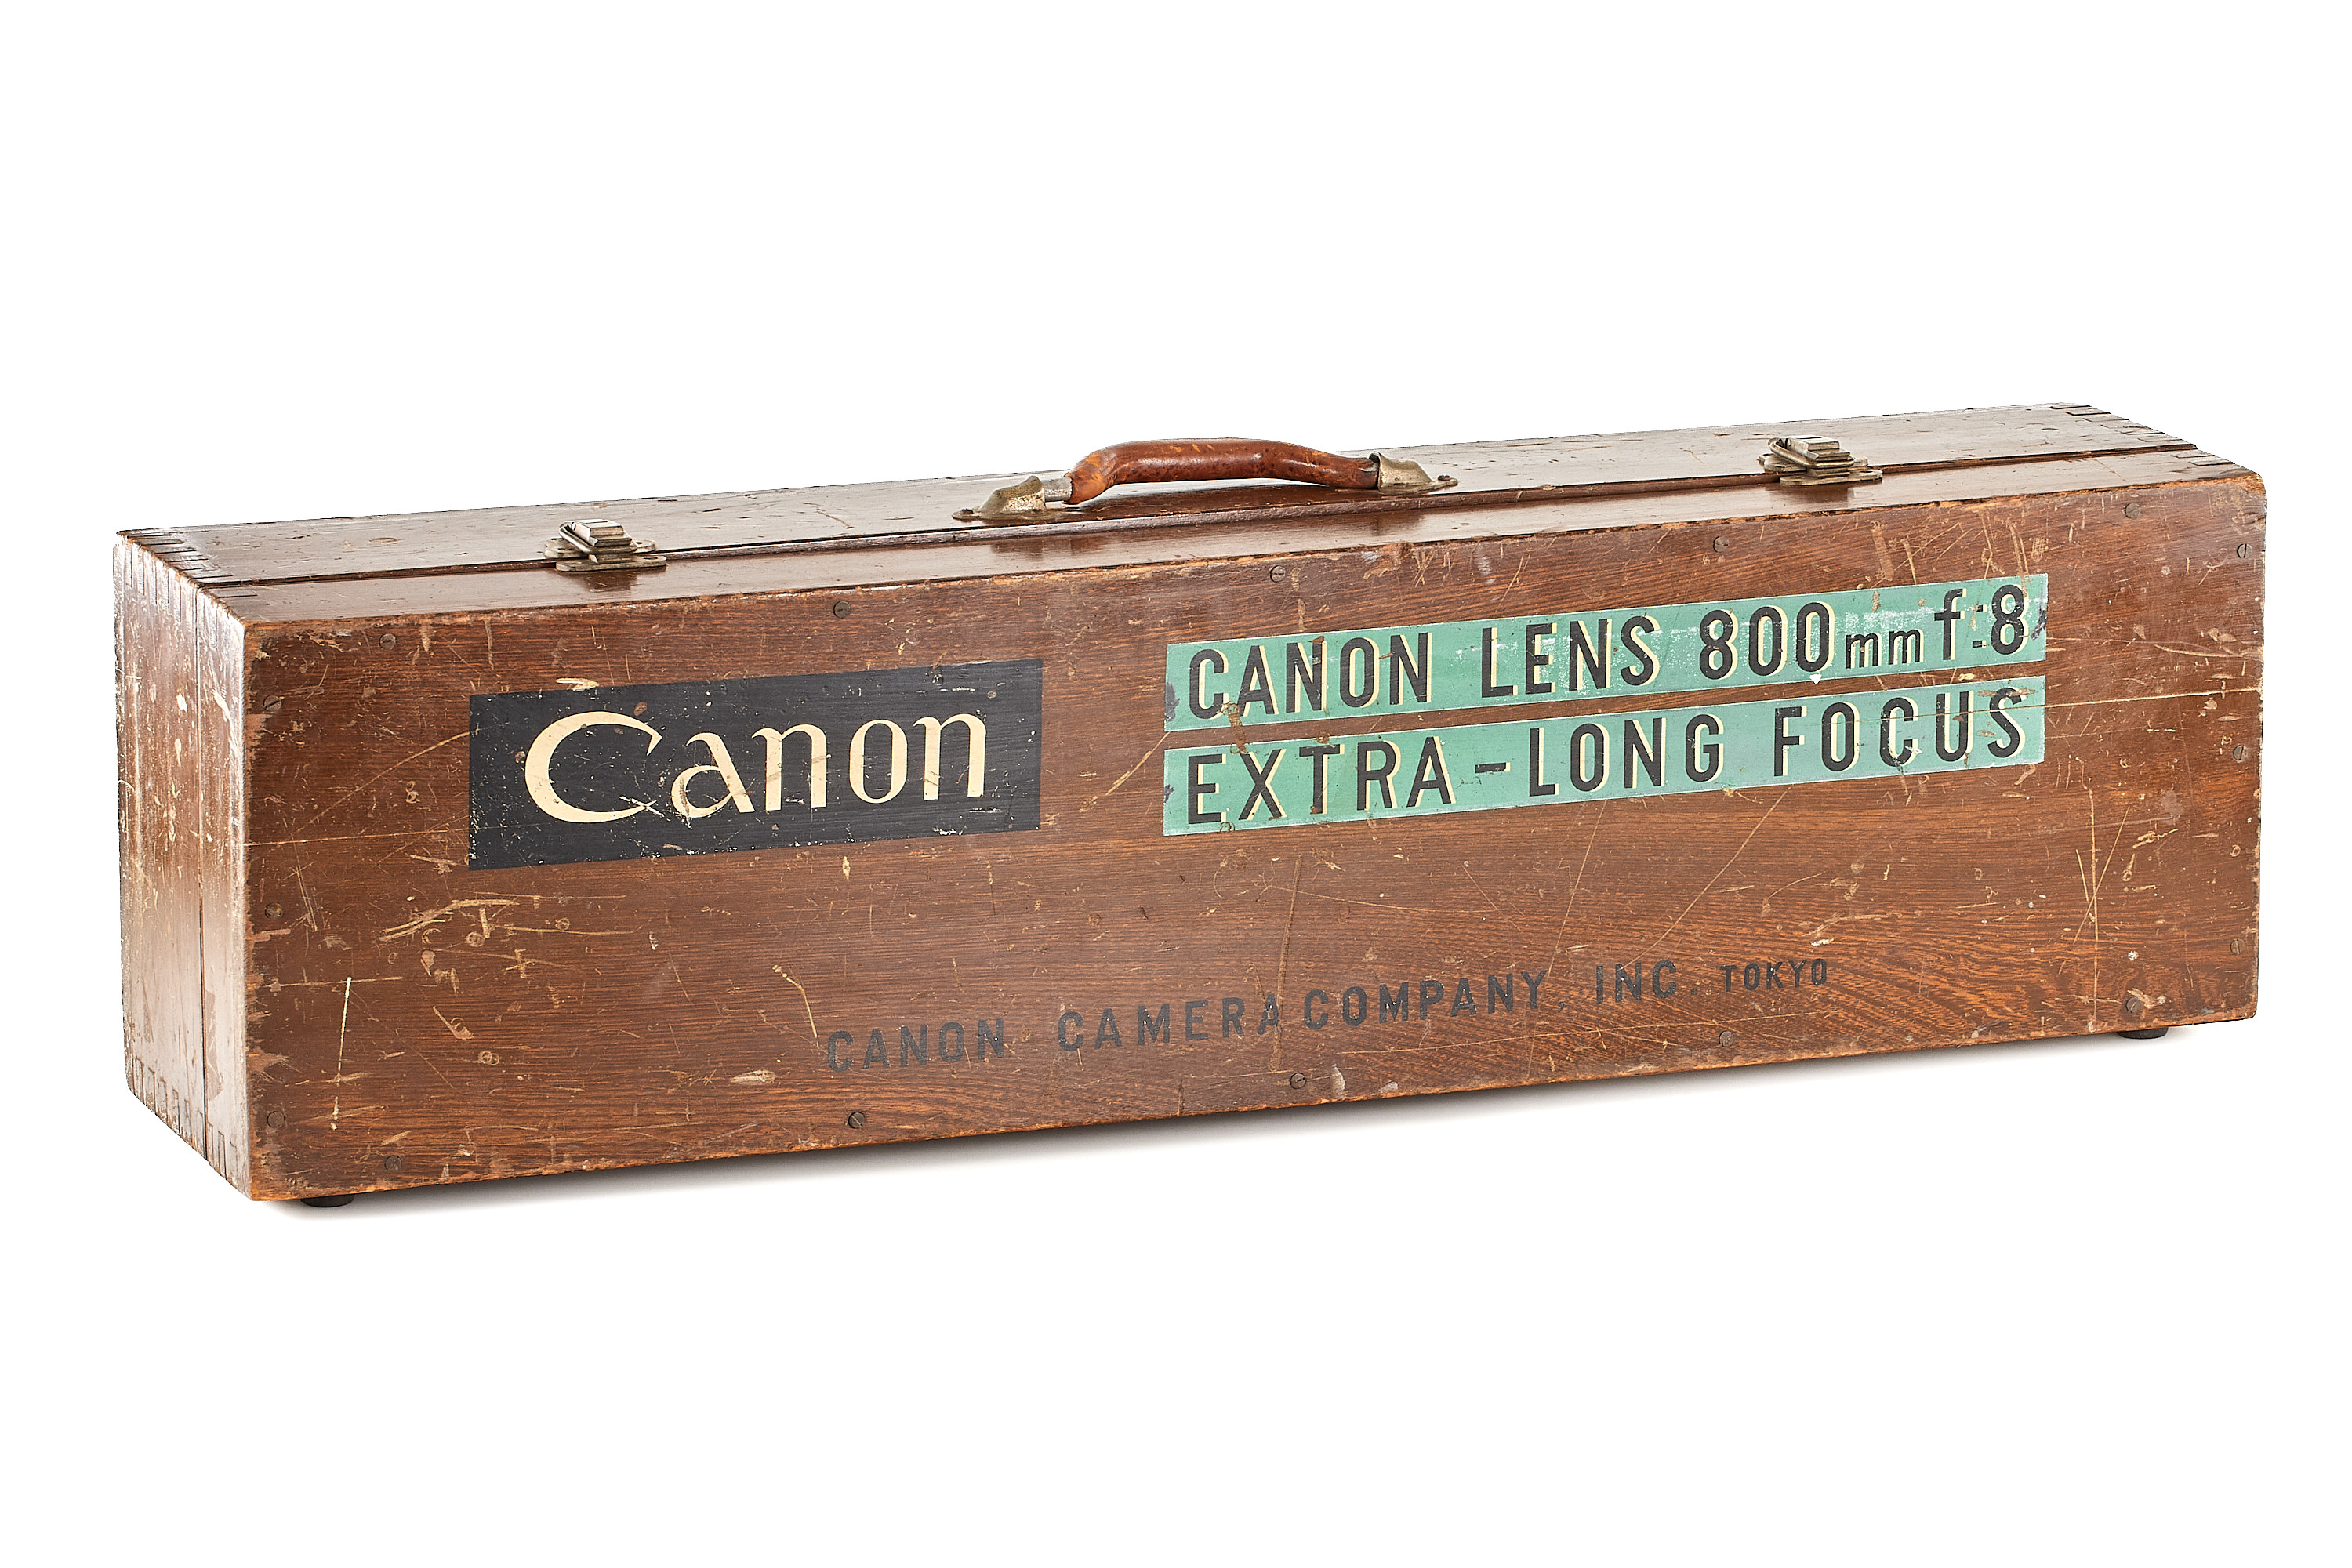 Canon
CANON LENS 800mm f:8
EXTRA-LONG FOCUS
CANON CAMERA COMPANY, INC. TOKYO